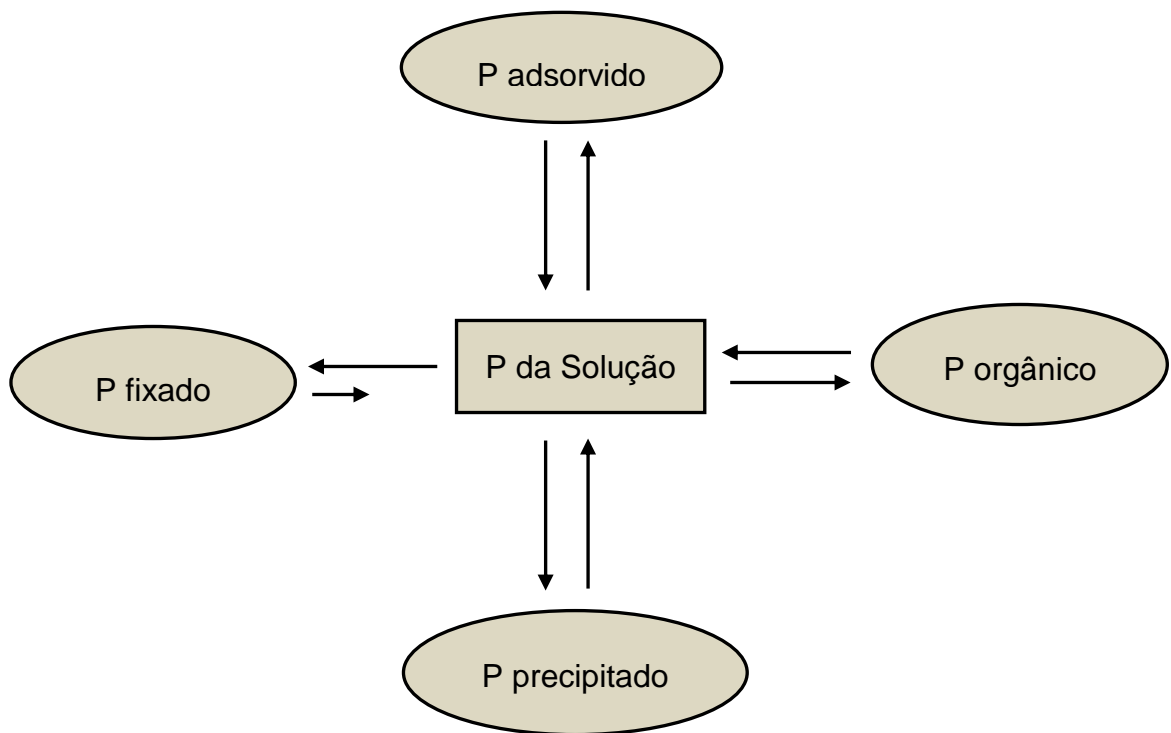 P adsorvido
P da Solução
P orgânico
P fixado
P precipitado